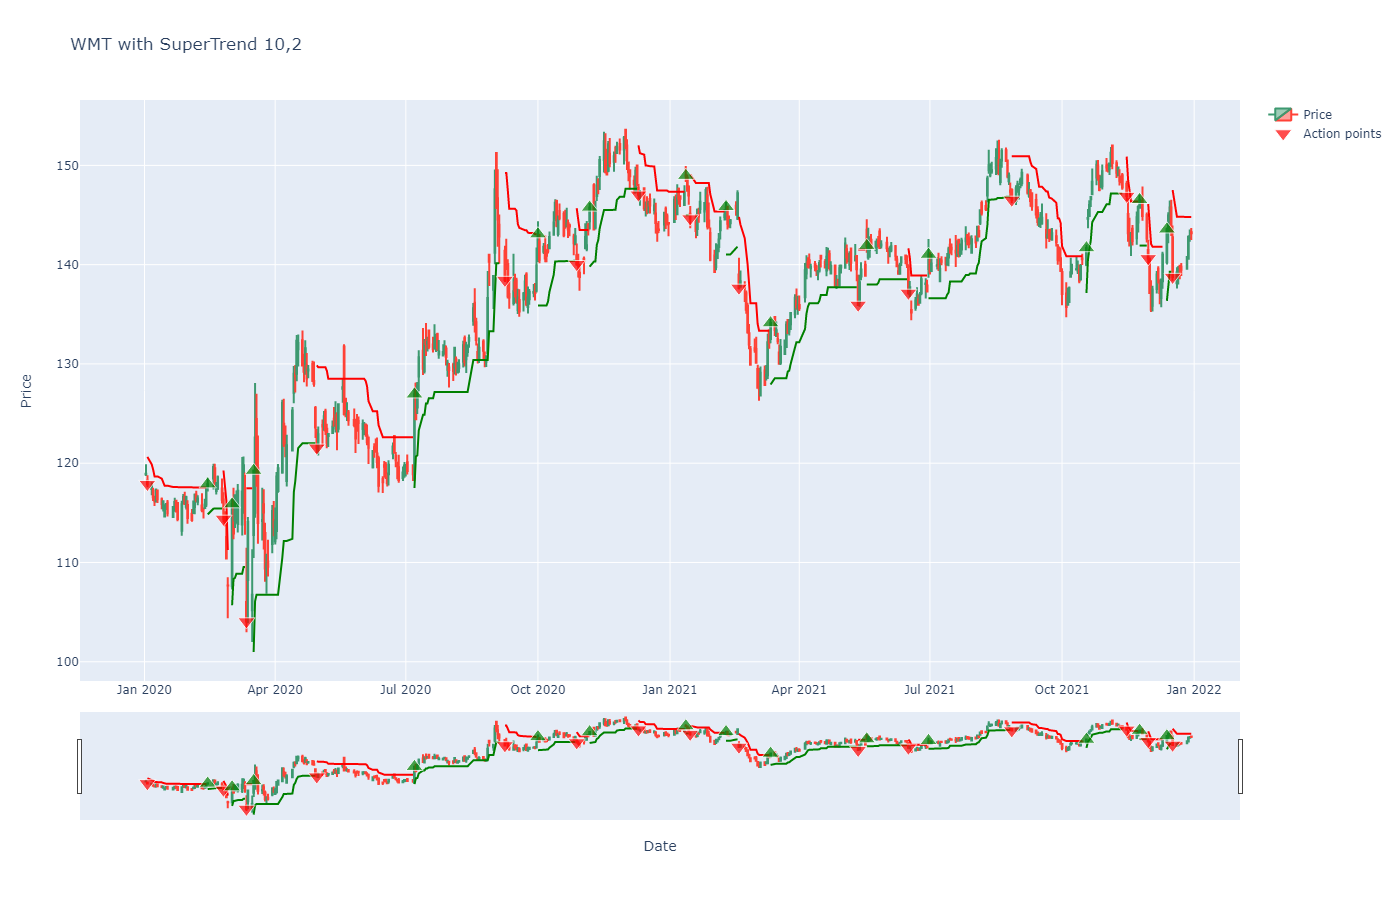 WMT with SuperTrend 10,2
Price
Action points
150
140
130
120
110
100
Price
Jan 2020 Apr 2020 Jul 2020 Oct 2020 Jan 2021 Apr 2021 Jul 2021 Oct 2021 Jan 2022
Date